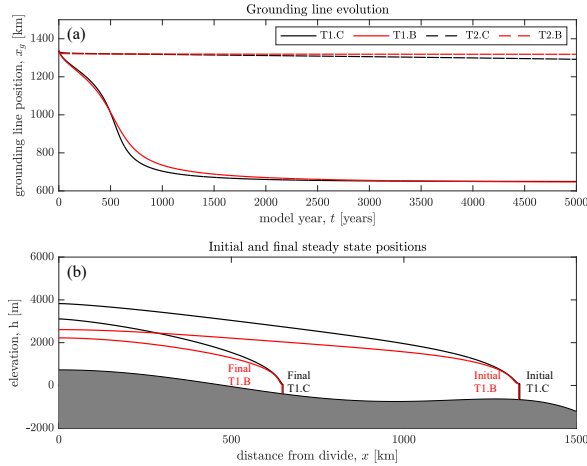 Grounding line evolution
(a)
T1.C T1.B T2.C T2.B
grounding line position, x_g [km]
1400
1200
1000
800
600
0 500 1000 1500 2000 2500 3000 3500 4000 4500 5000
model year, t [years]
Initial and final steady state positions
(b)
elevation, h [m]
6000
4000
2000
0
-2000
Final
T1.B
Final
T1.C
Initial
T1.B
Initial
T1.C
0 500 1000 1500
distance from divide, x [km]